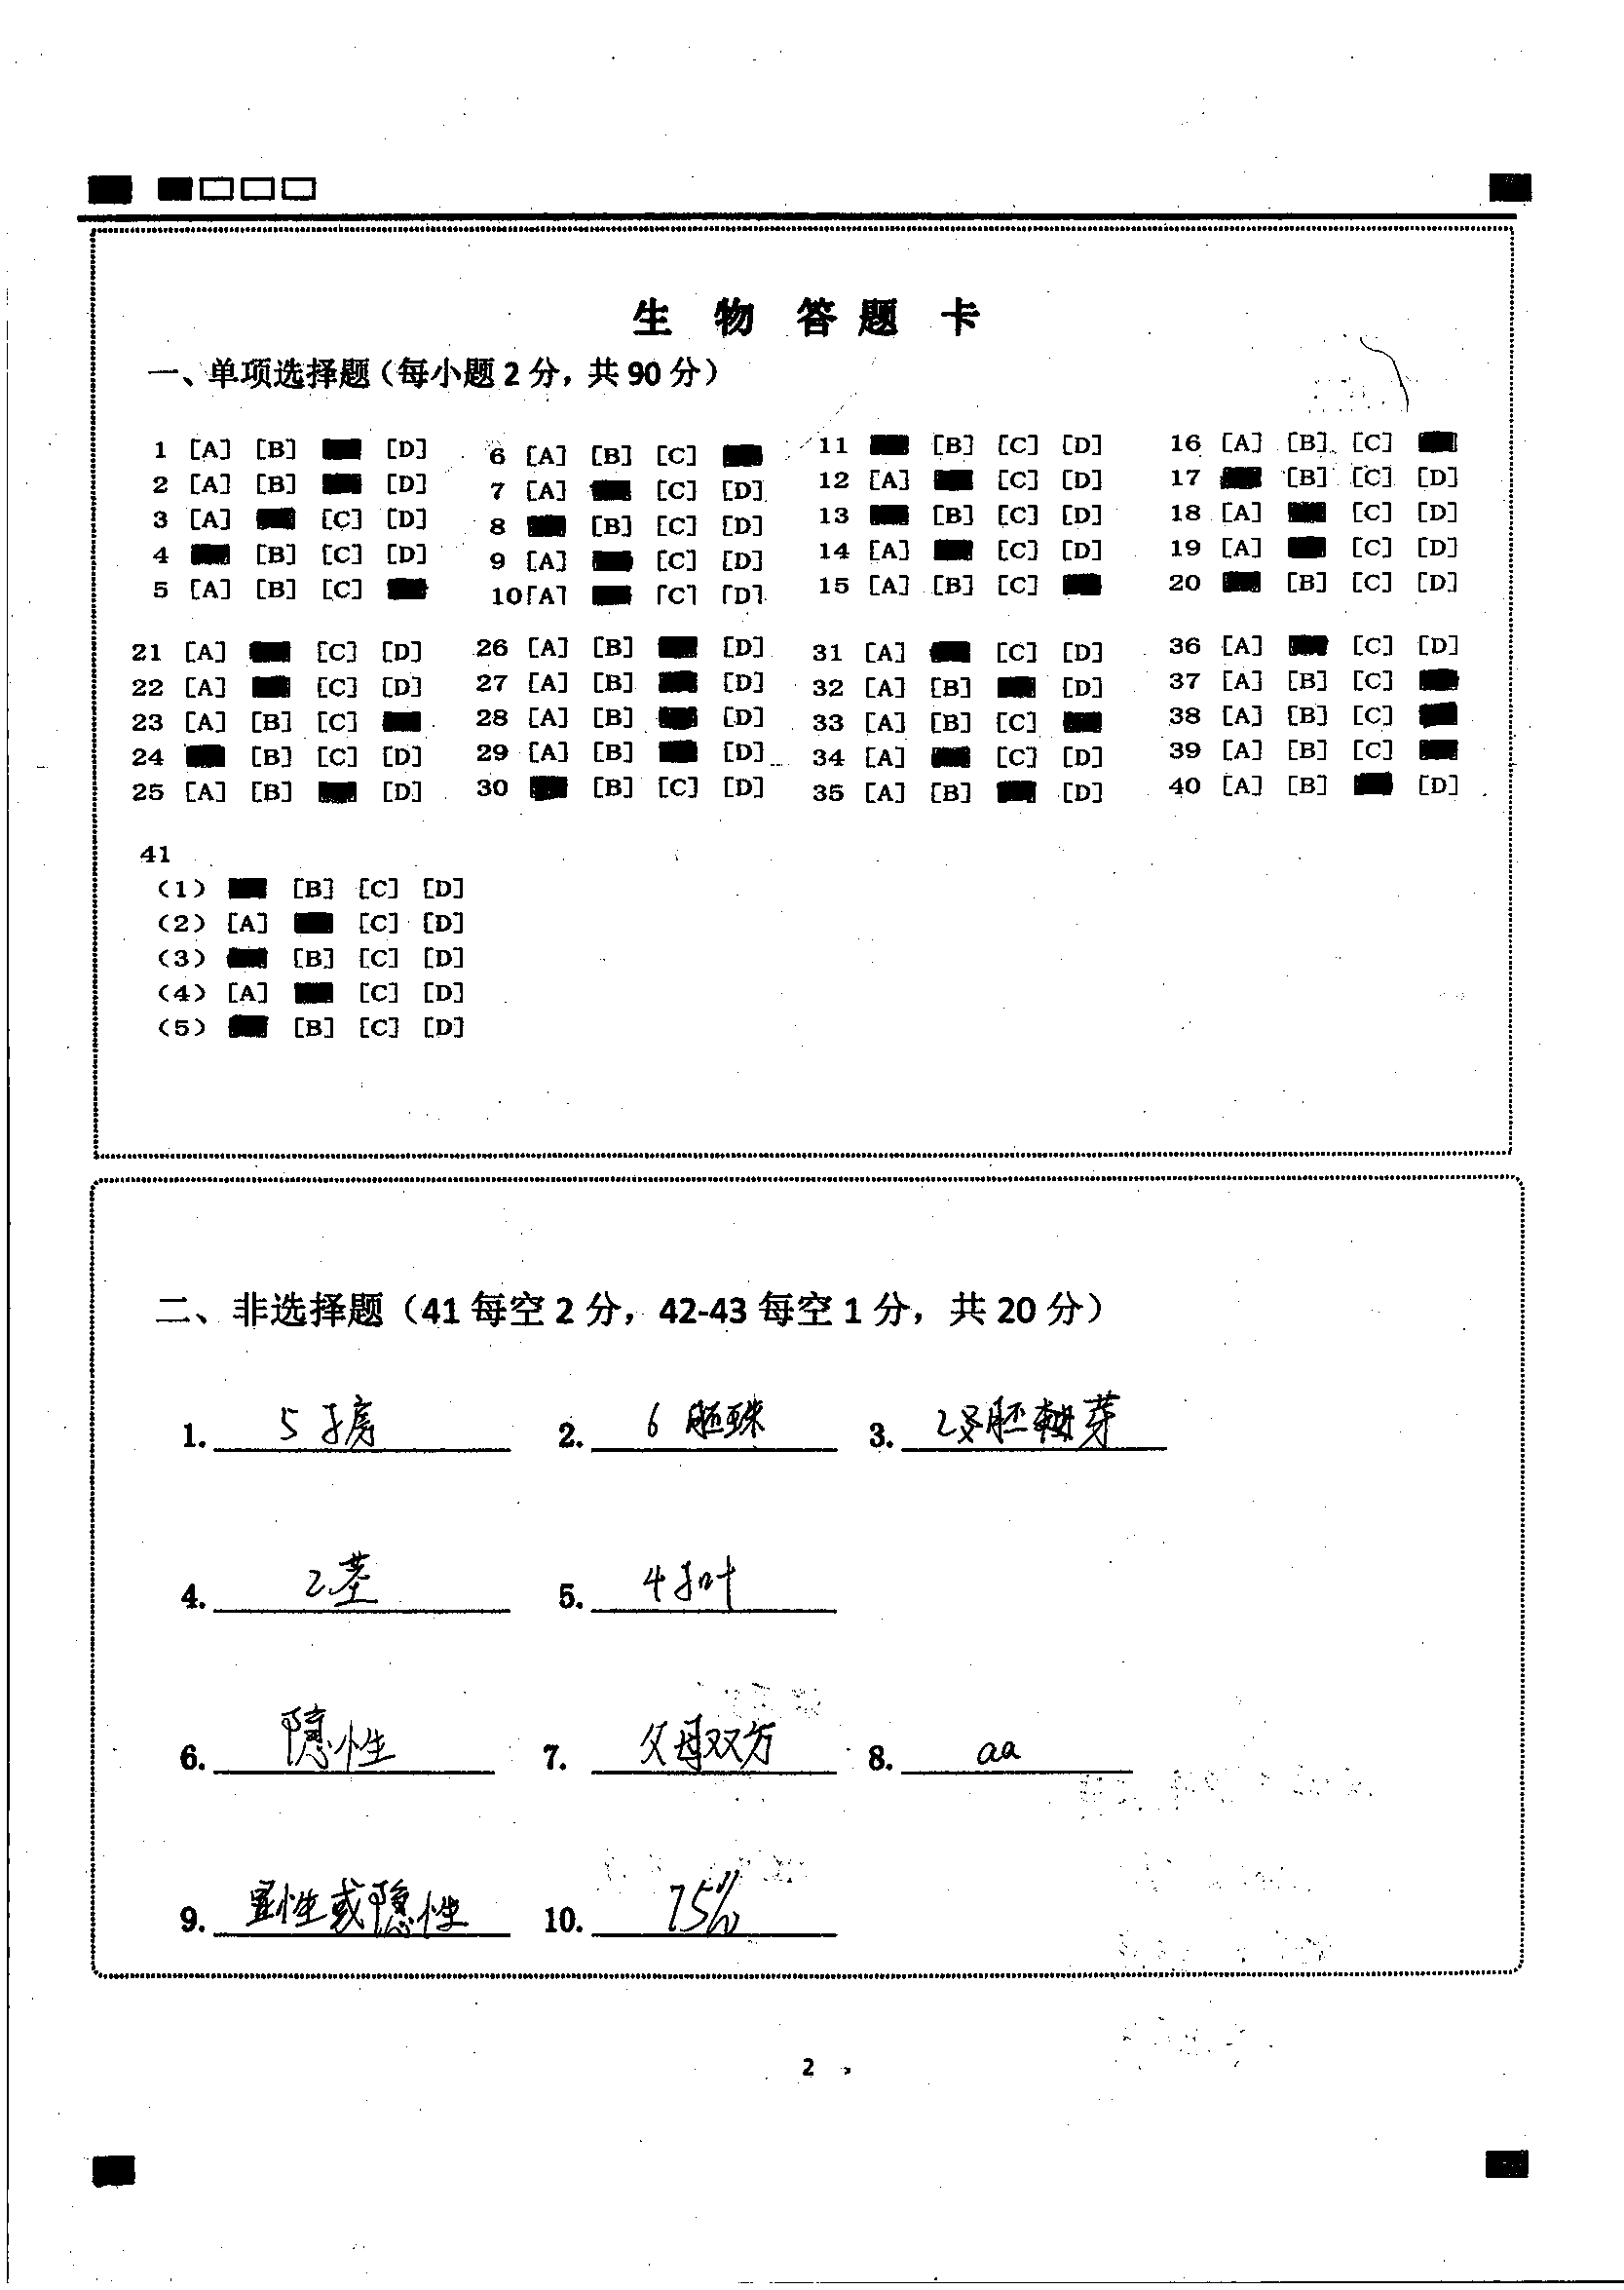 生 物 答 题 卡
一、单项选择题（每小题 2 分，共 90 分）
1 [A] [B] [D] 6 [A] [B] [C] 11 [B] [C] [D] 16 [A] [B] [C]
2 [A] [B] [D] 7 [A] [C] [D] 12 [A] [C] [D] 17 [B] [C] [D]
3 [A] [C] [D] 8 [B] [C] [D] 13 [B] [C] [D] 18 [A] [C] [D]
4 [B] [C] [D] 9 [A] [C] [D] 14 [A] [C] [D] 19 [A] [C] [D]
5 [A] [B] [C] 10 [A] [C] [D] 15 [A] [B] [C] 20 [B] [C] [D]
21 [A] [C] [D] 26 [A] [B] [D] 31 [A] [C] [D] 36 [A] [C] [D]
22 [A] [C] [D] 27 [A] [B] [D] 32 [A] [B] [D] 37 [A] [B] [C]
23 [A] [B] [C] 28 [A] [B] [D] 33 [A] [B] [C] 38 [A] [B] [C]
24 [B] [C] [D] 29 [A] [B] [D] 34 [A] [C] [D] 39 [A] [B] [C]
25 [A] [B] [D] 30 [B] [C] [D] 35 [A] [B] [D] 40 [A] [B] [D]
41
(1) [B] [C] [D]
(2) [A] [C] [D]
(3) [B] [C] [D]
(4) [A] [C] [D]
(5) [B] [C] [D]
二、非选择题（41 每空 2 分，42-43 每空 1 分，共 20 分）
1. 5 子房 2. 6 胚珠 3. 2 胚芽
4. 2茎 5. 4子叶
6. 隐性 7. 父母双方 8. aa
9. 显性或隐性 10. 75%
2